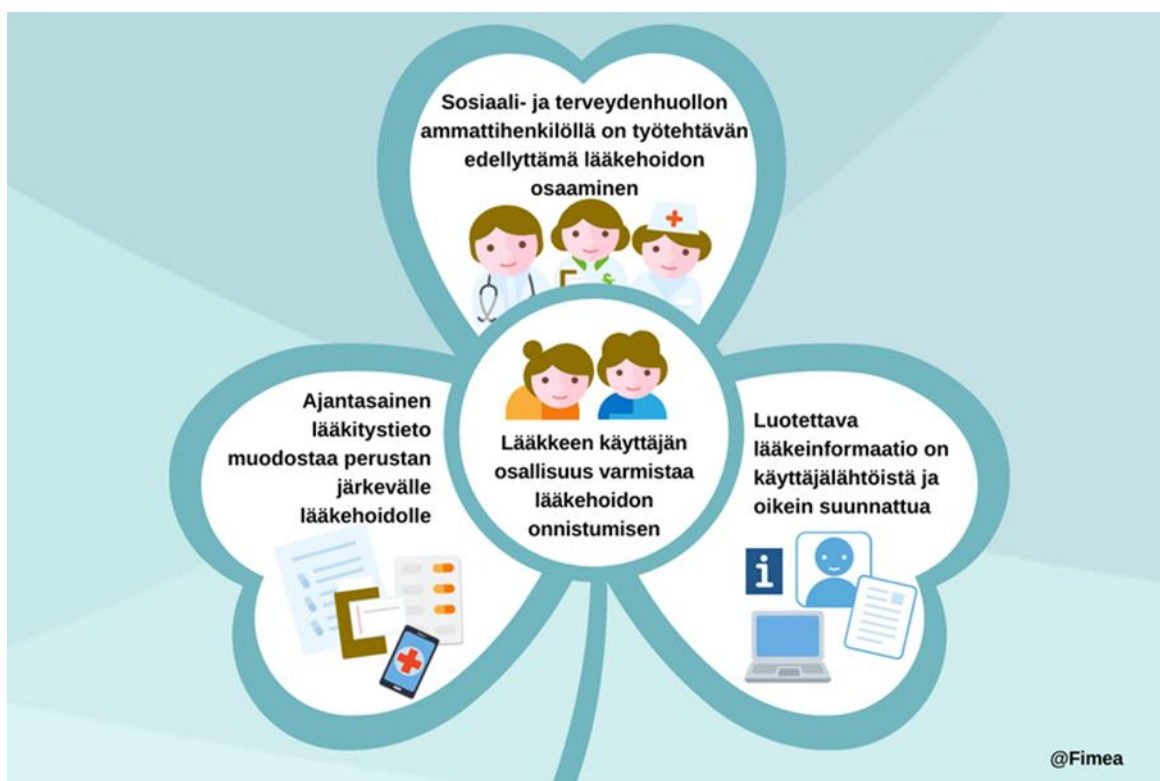 Sosiaali- ja terveydenhuollon
ammattihenkilöllä on työtehtävän
edellyttämä lääkehoidon
osaaminen
Ajantasainen
lääkitystieto
muodostaa perustan
järkevälle
lääkehoidolle
Lääkkeen käyttäjän
osallisuus varmistaa
lääkehoidon
onnistumisen
Luotettava
lääkeinformaatio on
käyttäjälähtöistä ja
oikein suunnattua
i
@Fimea